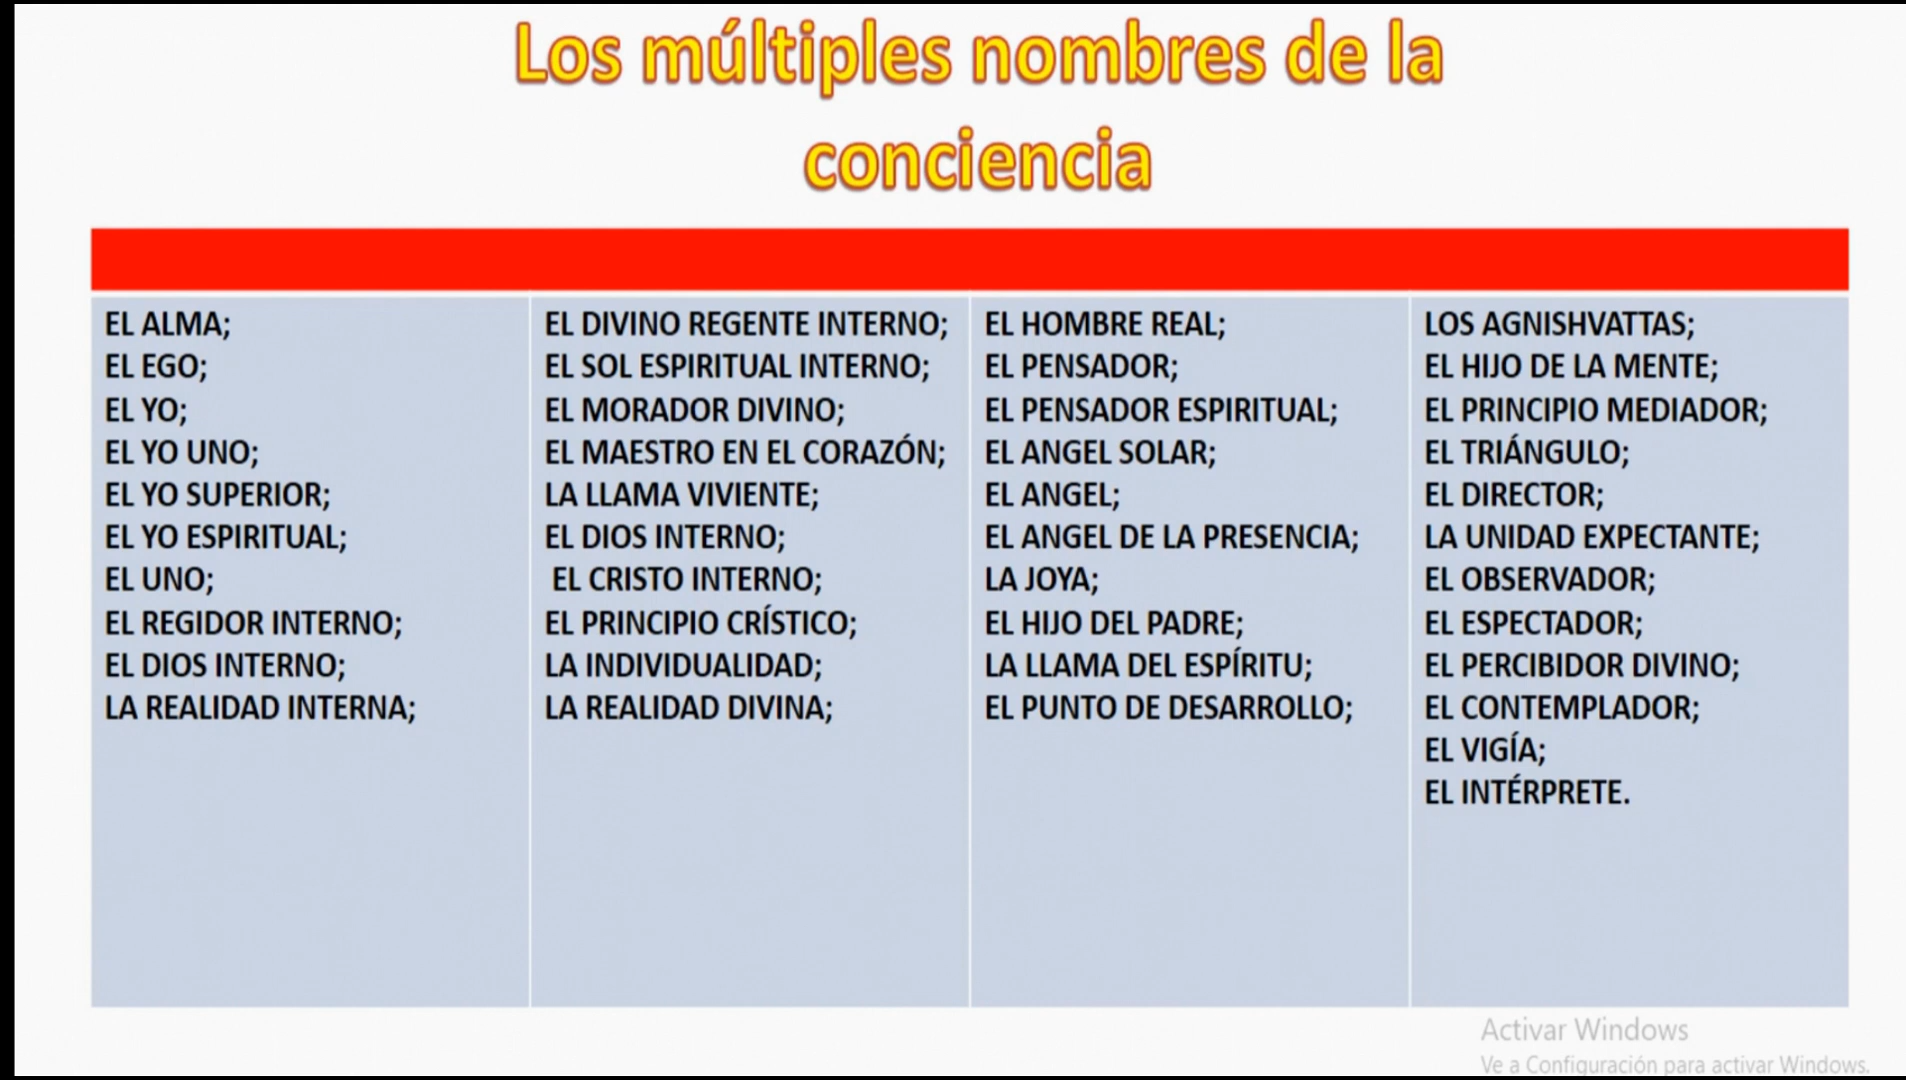 Los múltiples nombres de la
conciencia
EL ALMA;
EL EGO;
EL YO;
EL YO UNO;
EL YO SUPERIOR;
EL YO ESPIRITUAL;
EL UNO;
EL REGIDOR INTERNO;
EL DIOS INTERNO;
LA REALIDAD INTERNA;
EL DIVINO REGENTE INTERNO;
EL SOL ESPIRITUAL INTERNO;
EL MORADOR DIVINO;
EL MAESTRO EN EL CORAZÓN;
LA LLAMA VIVIENTE;
EL DIOS INTERNO;
EL CRISTO INTERNO;
EL PRINCIPIO CRÍSTICO;
LA INDIVIDUALIDAD;
LA REALIDAD DIVINA;
EL HOMBRE REAL;
EL PENSADOR;
EL PENSADOR ESPIRITUAL;
EL ANGEL SOLAR;
EL ANGEL;
EL ANGEL DE LA PRESENCIA;
LA JOYA;
EL HIJO DEL PADRE;
LA LLAMA DEL ESPÍRITU;
EL PUNTO DE DESARROLLO;
LOS AGNISHVATTAS;
EL HIJO DE LA MENTE;
EL PRINCIPIO MEDIADOR;
EL TRIÁNGULO;
EL DIRECTOR;
LA UNIDAD EXPECTANTE;
EL OBSERVADOR;
EL ESPECTADOR;
EL PERCIBIDOR DIVINO;
EL CONTEMPLADOR;
EL VIGÍA;
EL INTÉRPRETE.
Activar Windows
Ve a Configuración para activar Windows.